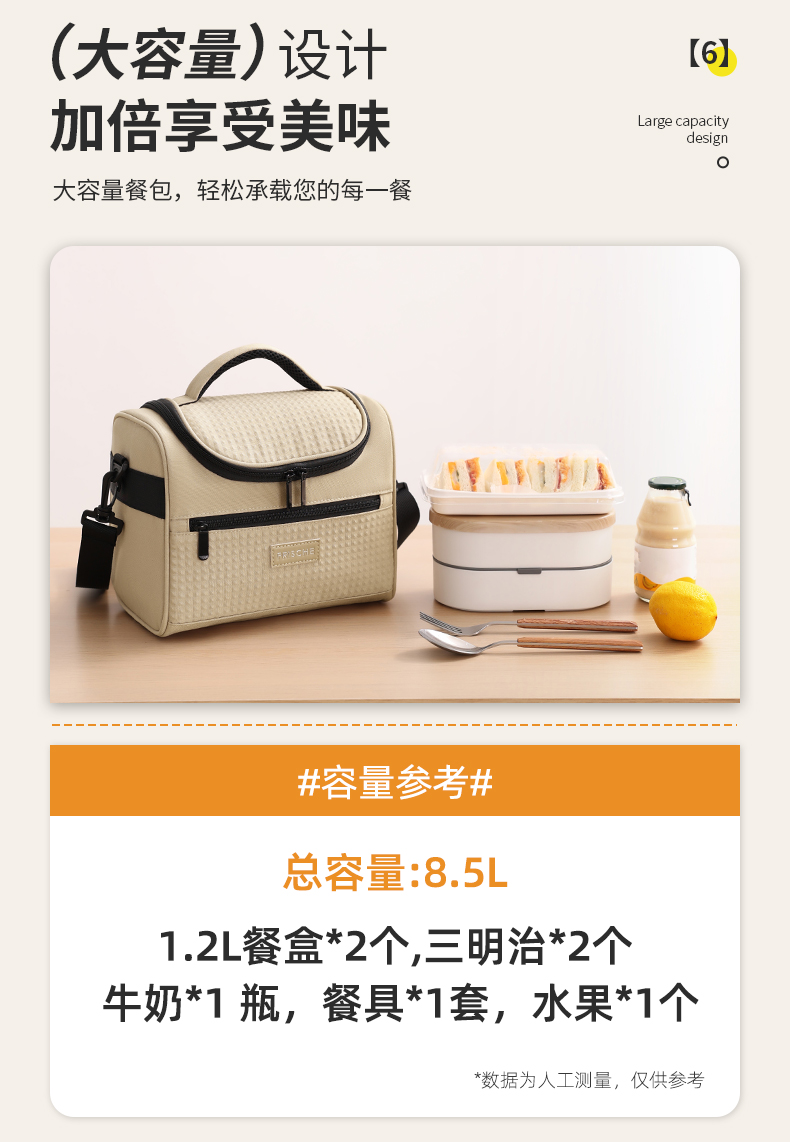 (大容量)设计
【6】
加倍享受美味
Large capacity
design
大容量餐包，轻松承载您的每一餐
FRISCHE
#容量参考#
总容量:8.5L
1.2L餐盒*2个,三明治*2个
牛奶*1 瓶，餐具*1套，水果*1个
*数据为人工测量，仅供参考